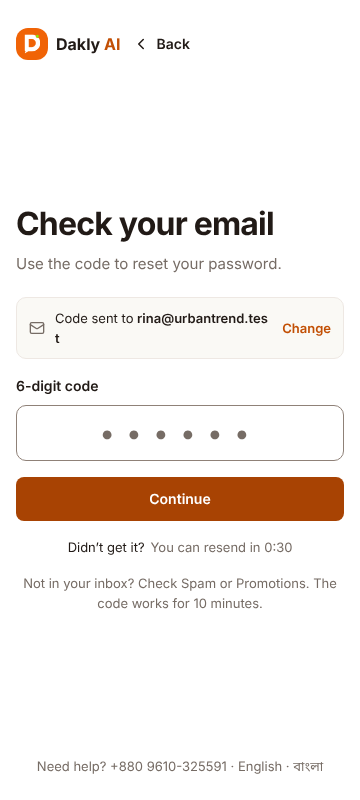 Dakly AI
Back
Check your email
Use the code to reset your password.
Code sent to rina@urbantrend.tes
t
Change
6-digit code
● ● ● ● ● ●
Continue
Didn't get it? You can resend in 0:30
Not in your inbox? Check Spam or Promotions. The
code works for 10 minutes.
Need help? +880 9610-325591 · English · বাংলা